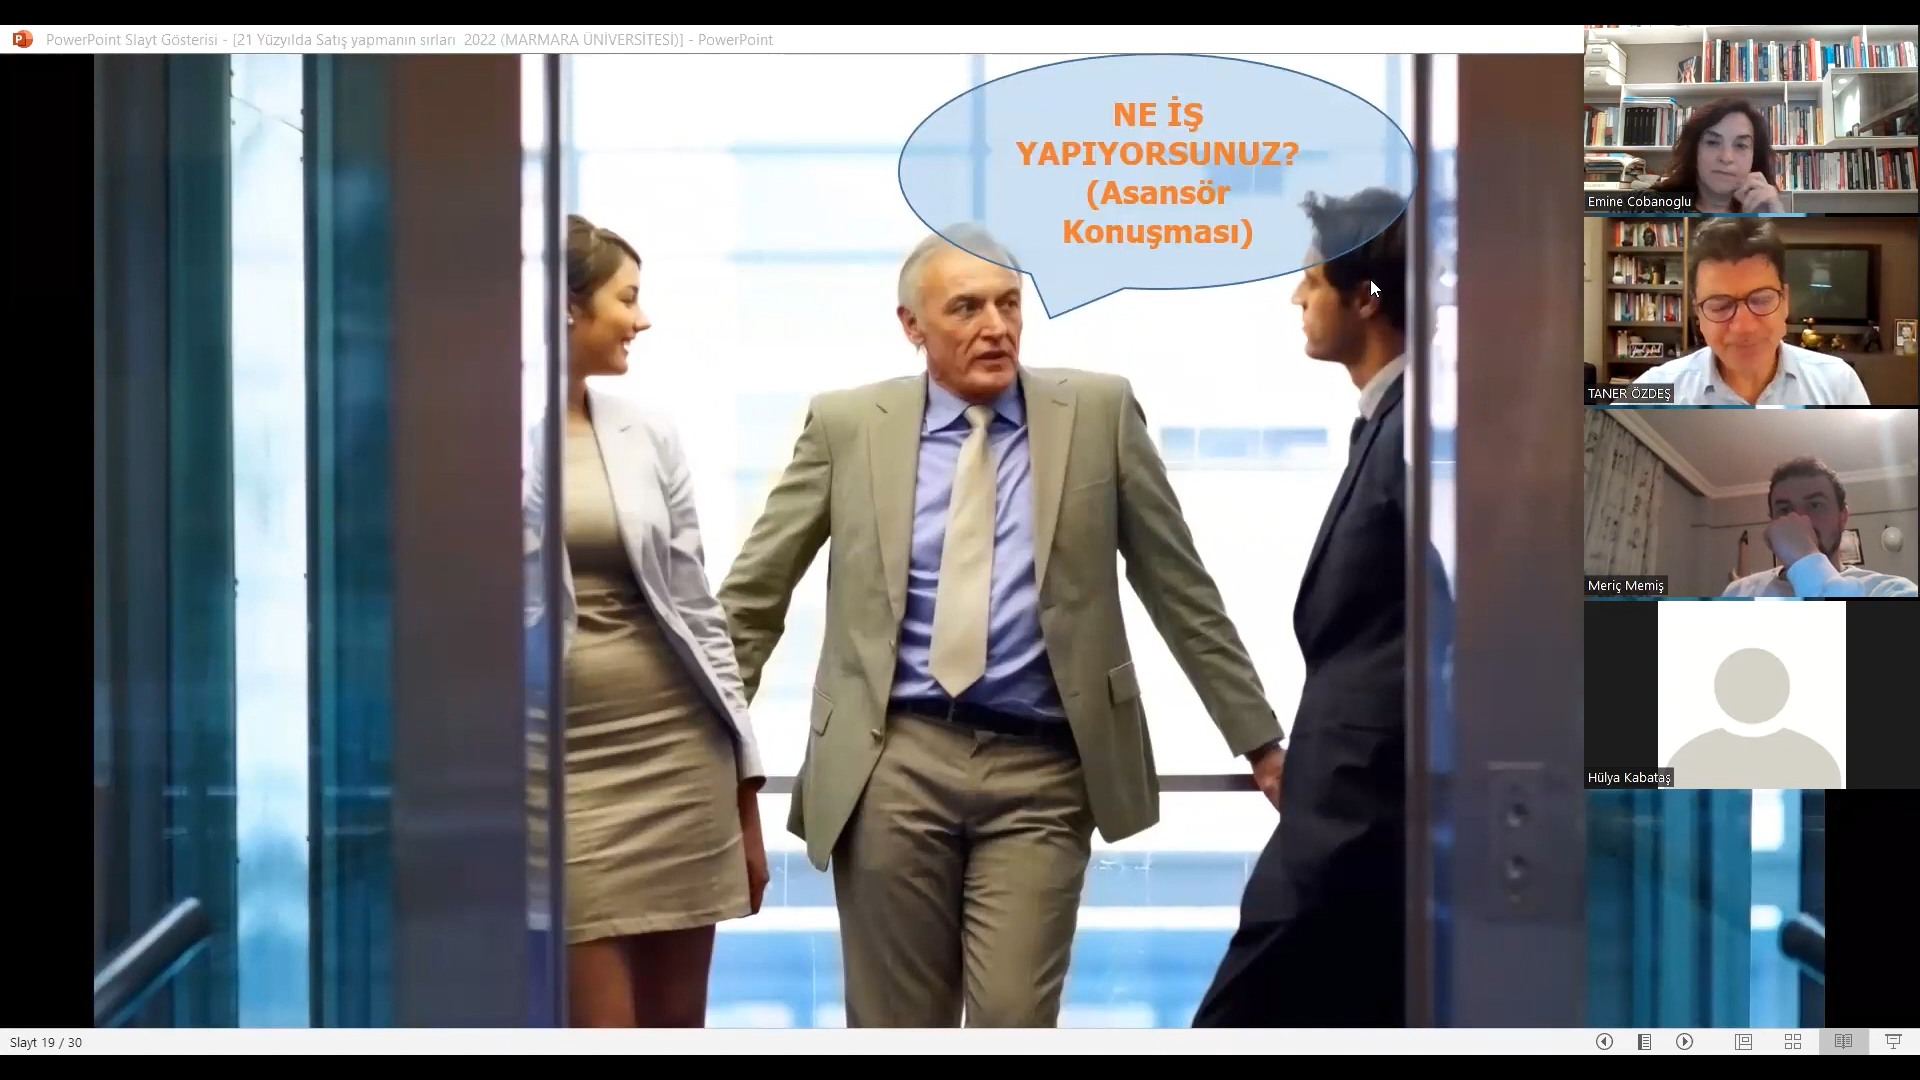 PowerPoint Slayt Gösterisi - [21 Yüzyılda Satış yapmanın sırları  2022 (MARMARA ÜNİVERSİTESİ)] - PowerPoint
NE İŞ
YAPIYORSUNUZ?
(Asansör
Konuşması)
Emine Cobanoglu
TANER ÖZDEŞ
Meriç Memiş
Hülya Kabataş
Slayt 19 / 30